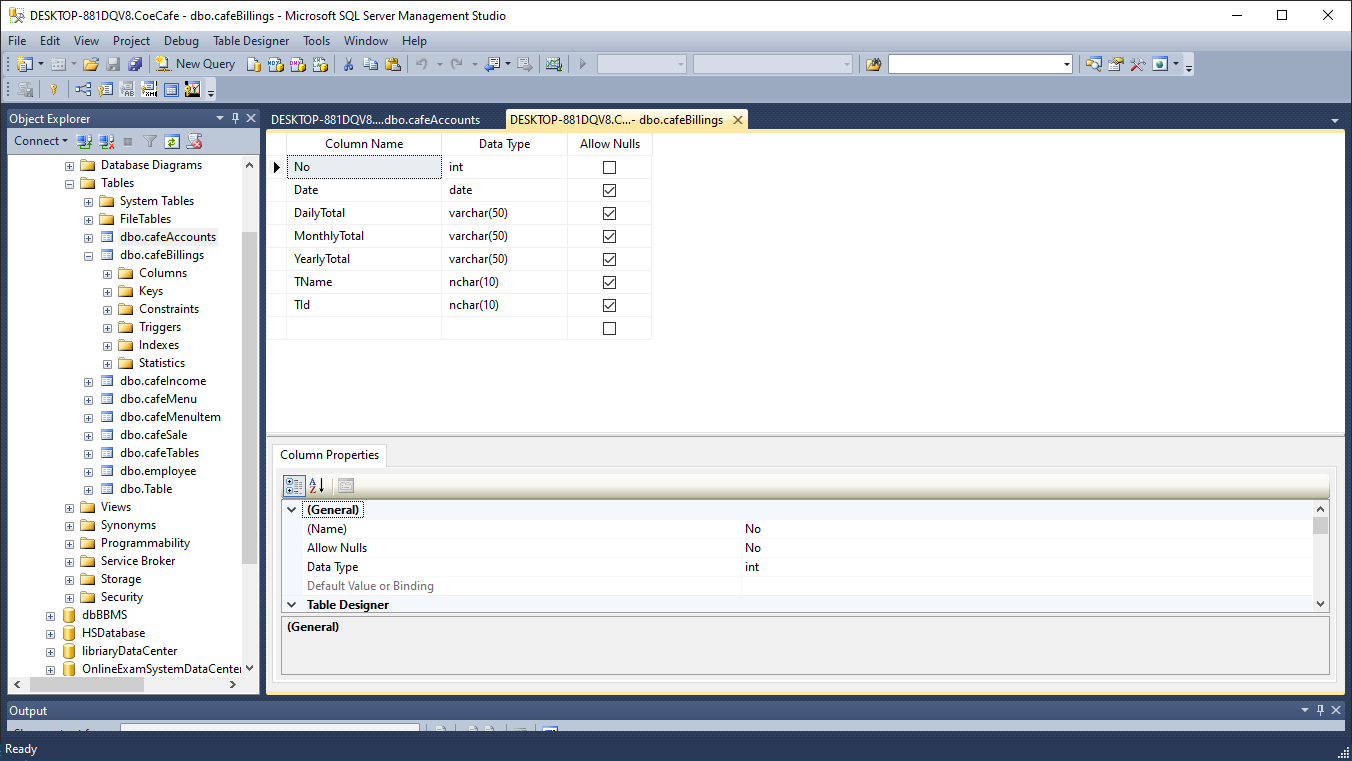 DESKTOP-881DQV8.CoeCafe - dbo.cafeBillings - Microsoft SQL Server Management Studio
File Edit View Project Debug Table Designer Tools Window Help
New Query
Object Explorer
Connect
Database Diagrams
Tables
System Tables
FileTables
dbo.cafeAccounts
dbo.cafeBillings
Columns
Keys
Constraints
Triggers
Indexes
Statistics
dbo.cafeIncome
dbo.cafeMenu
dbo.cafeMenuItem
dbo.cafeSale
dbo.cafeTables
dbo.employee
dbo.Table
Views
Synonyms
Programmability
Service Broker
Storage
Security
dbBBMS
HSDatabase
libriaryDataCenter
OnlineExamSystemDataCenter
DESKTOP-881DQV8....dbo.cafeAccounts DESKTOP-881DQV8.C...- dbo.cafeBillings
Column Name Data Type Allow Nulls
No int
Date date
DailyTotal varchar(50)
MonthlyTotal varchar(50)
YearlyTotal varchar(50)
TName nchar(10)
TId nchar(10)
Column Properties
(General)
(Name) No
Allow Nulls No
Data Type int
Default Value or Binding
Table Designer
(General)
Output
Ready